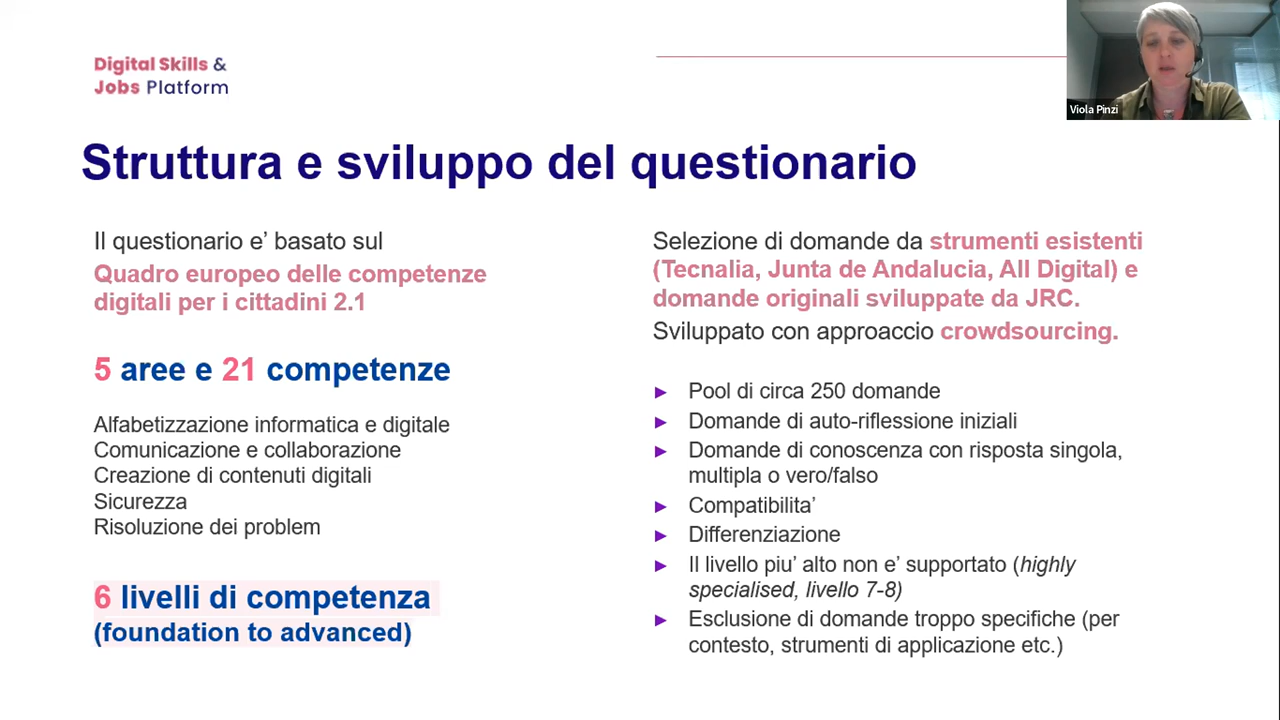 Digital Skills &
Jobs Platform
Viola Pinzi
Struttura e sviluppo del questionario
Il questionario e' basato sul
Quadro europeo delle competenze
digitali per i cittadini 2.1
5 aree e 21 competenze
Alfabetizzazione informatica e digitale
Comunicazione e collaborazione
Creazione di contenuti digitali
Sicurezza
Risoluzione dei problem
6 livelli di competenza
(foundation to advanced)
Selezione di domande da strumenti esistenti
(Tecnalia, Junta de Andalucia, All Digital) e
domande originali sviluppate da JRC.
Sviluppato con approaccio crowdsourcing.
► Pool di circa 250 domande
► Domande di auto-riflessione iniziali
► Domande di conoscenza con risposta singola,
multipla o vero/falso
► Compatibilita'
► Differenziazione
► Il livello piu' alto non e' supportato (highly
specialised, livello 7-8)
► Esclusione di domande troppo specifiche (per
contesto, strumenti di applicazione etc.)